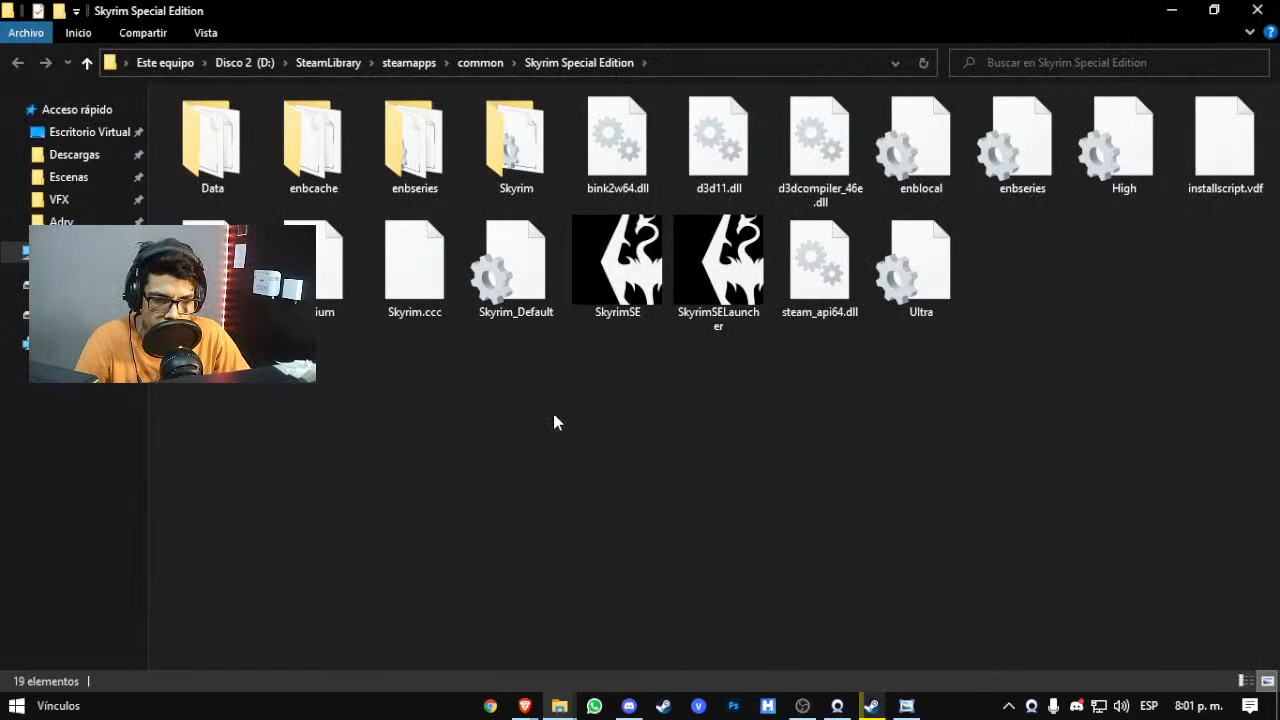 Skyrim Special Edition
Archivo Inicio Compartir Vista
Este equipo Disco 2 (D:) SteamLibrary steamapps common Skyrim Special Edition
Buscar en Skyrim Special Edition
Acceso rápido
Escritorio Virtual
Descargas
Escenas
VFX
Adry
Data enbcache enbseries Skyrim bink2w64.dll d3d11.dll d3dcompiler_46e enblocal enbseries High installscript.vdf
.dll
ium Skyrim.ccc Skyrim_Default SkyrimSE SkyrimSELaunch steam_api64.dll Ultra
er
19 elementos
Vínculos ESP 8:01 p. m.